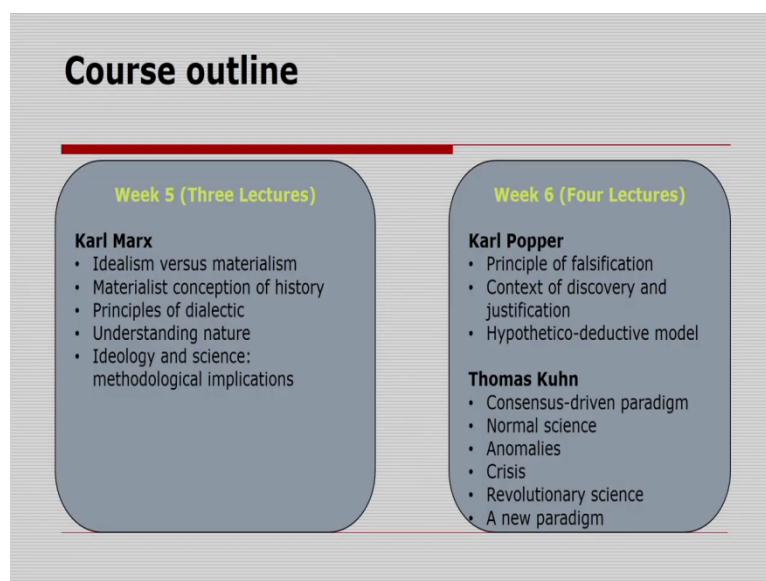 Course outline
Week 5 (Three Lectures)
Karl Marx
• Idealism versus materialism
• Materialist conception of history
• Principles of dialectic
• Understanding nature
• Ideology and science:
methodological implications
Week 6 (Four Lectures)
Karl Popper
• Principle of falsification
• Context of discovery and
justification
• Hypothetico-deductive model
Thomas Kuhn
• Consensus-driven paradigm
• Normal science
• Anomalies
• Crisis
• Revolutionary science
• A new paradigm